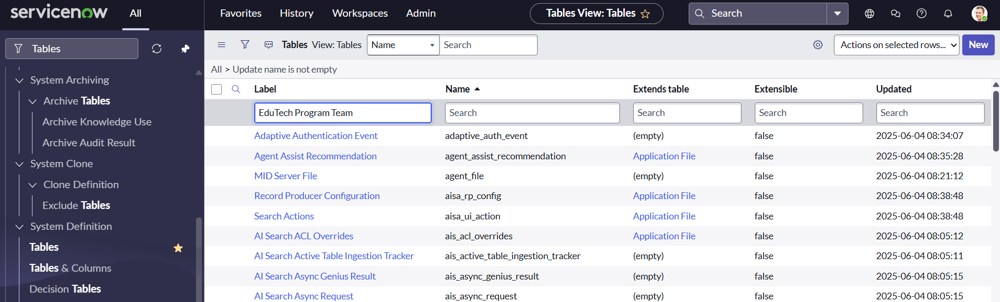 servicenow All Favorites History Workspaces Admin Tables View: Tables Search
Tables
System Archiving
Archive Tables
Archive Knowledge Use
Archive Audit Result
System Clone
Clone Definition
Exclude Tables
System Definition
Tables
Tables & Columns
Decision Tables
Tables View: Tables Name Search Actions on selected rows... New
All > Update name is not empty
Label Name Extends table Extensible Updated
EduTech Program Team Search Search Search Search
Adaptive Authentication Event adaptive_auth_event (empty) false 2025-06-04 08:34:07
Agent Assist Recommendation agent_assist_recommendation Application File false 2025-06-04 08:35:28
MID Server File agent_file (empty) false 2025-06-04 08:21:12
Record Producer Configuration aisa_rp_config Application File false 2025-06-04 08:38:48
Search Actions aisa_ui_action Application File false 2025-06-04 08:38:48
AI Search ACL Overrides ais_acl_overrides Application File false 2025-06-04 08:05:12
AI Search Active Table Ingestion Tracker ais_active_table_ingestion_tracker (empty) false 2025-06-04 08:05:11
AI Search Async Genius Result ais_async_genius_result (empty) false 2025-06-04 08:05:15
AI Search Async Request ais_async_request (empty) false 2025-06-04 08:05:15